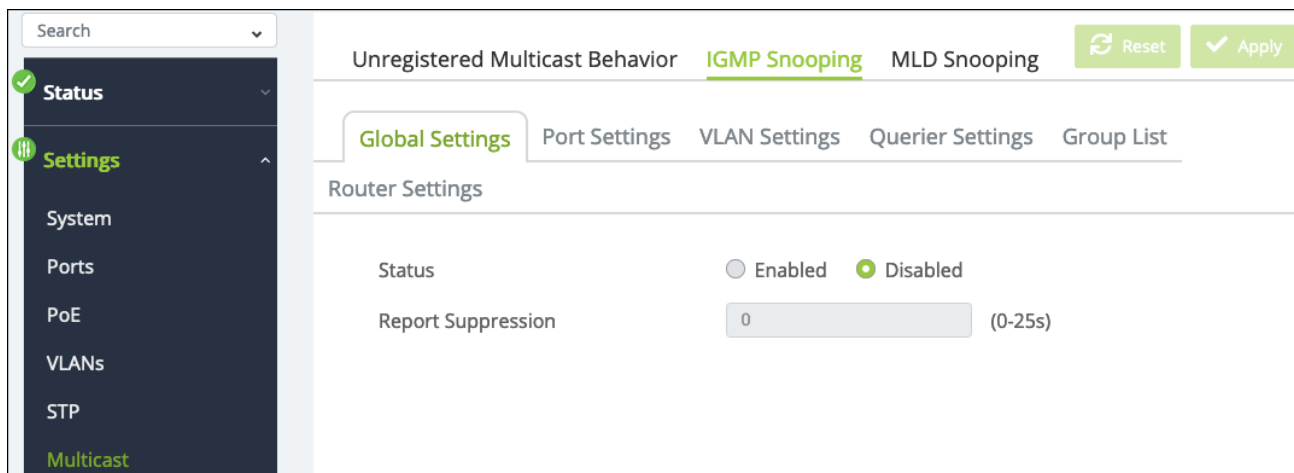 Search
Status
Settings
System
Ports
PoE
VLANs
STP
Multicast
Unregistered Multicast Behavior IGMP Snooping MLD Snooping Reset Apply
Global Settings Port Settings VLAN Settings Querier Settings Group List
Router Settings
Status Enabled Disabled
Report Suppression 0 (0-25s)